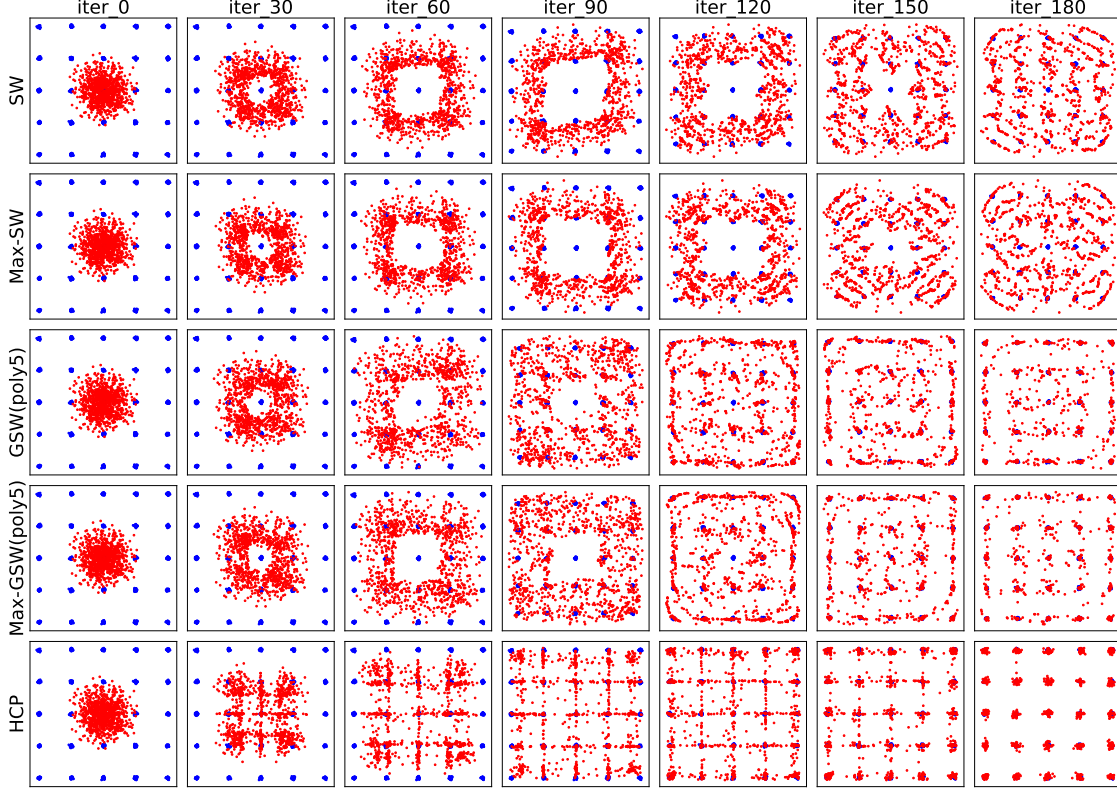 iter_0 iter_30 iter_60 iter_90 iter_120 iter_150 iter_180
SW
Max-SW
GSW(poly5)
Max-GSW(poly5)
HCP